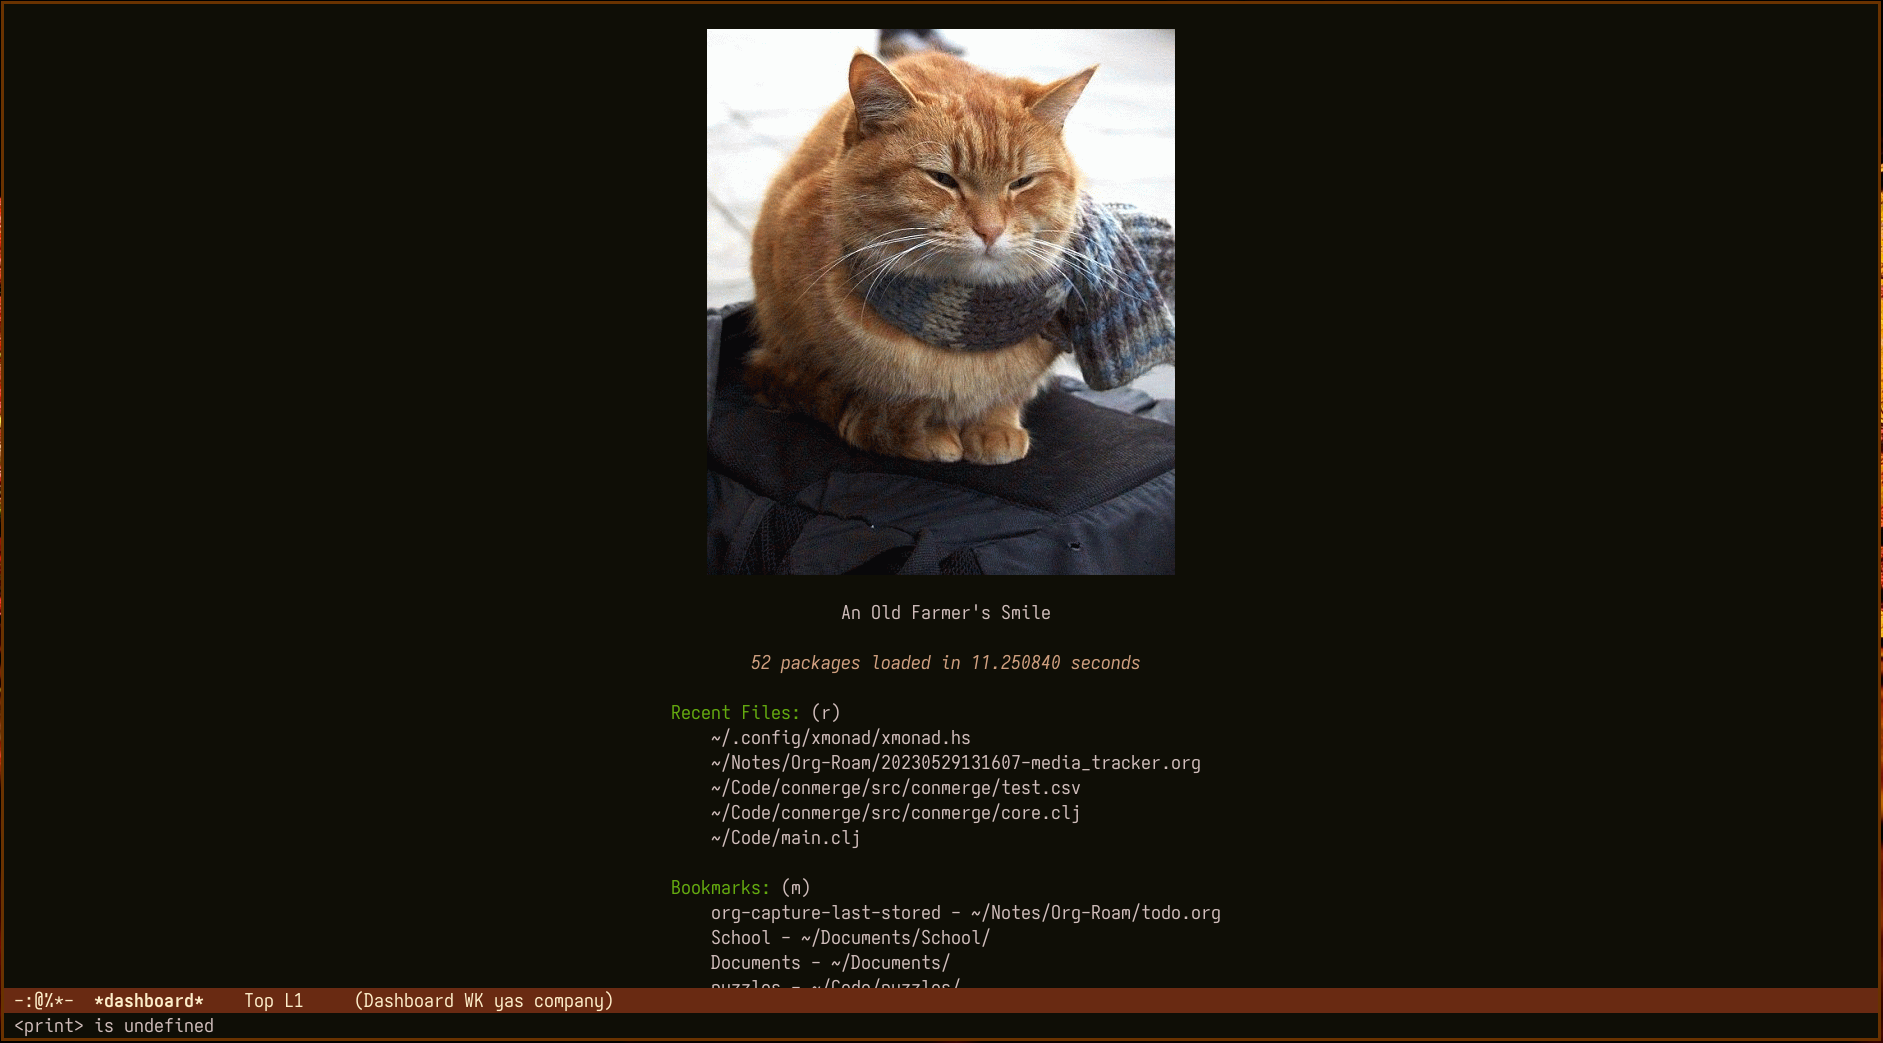 An Old Farmer's Smile
52 packages loaded in 11.250840 seconds
Recent Files: (r)
~/.config/xmonad/xmonad.hs
~/Notes/Org-Roam/20230529131607-media_tracker.org
~/Code/conmerge/src/conmerge/test.csv
~/Code/conmerge/src/conmerge/core.clj
~/Code/main.clj
Bookmarks: (m)
org-capture-last-stored - ~/Notes/Org-Roam/todo.org
School - ~/Documents/School/
Documents - ~/Documents/
puzzles - ~/Code/puzzles/
-:@%*-  *dashboard*    Top L1     (Dashboard WK yas company)
<print> is undefined